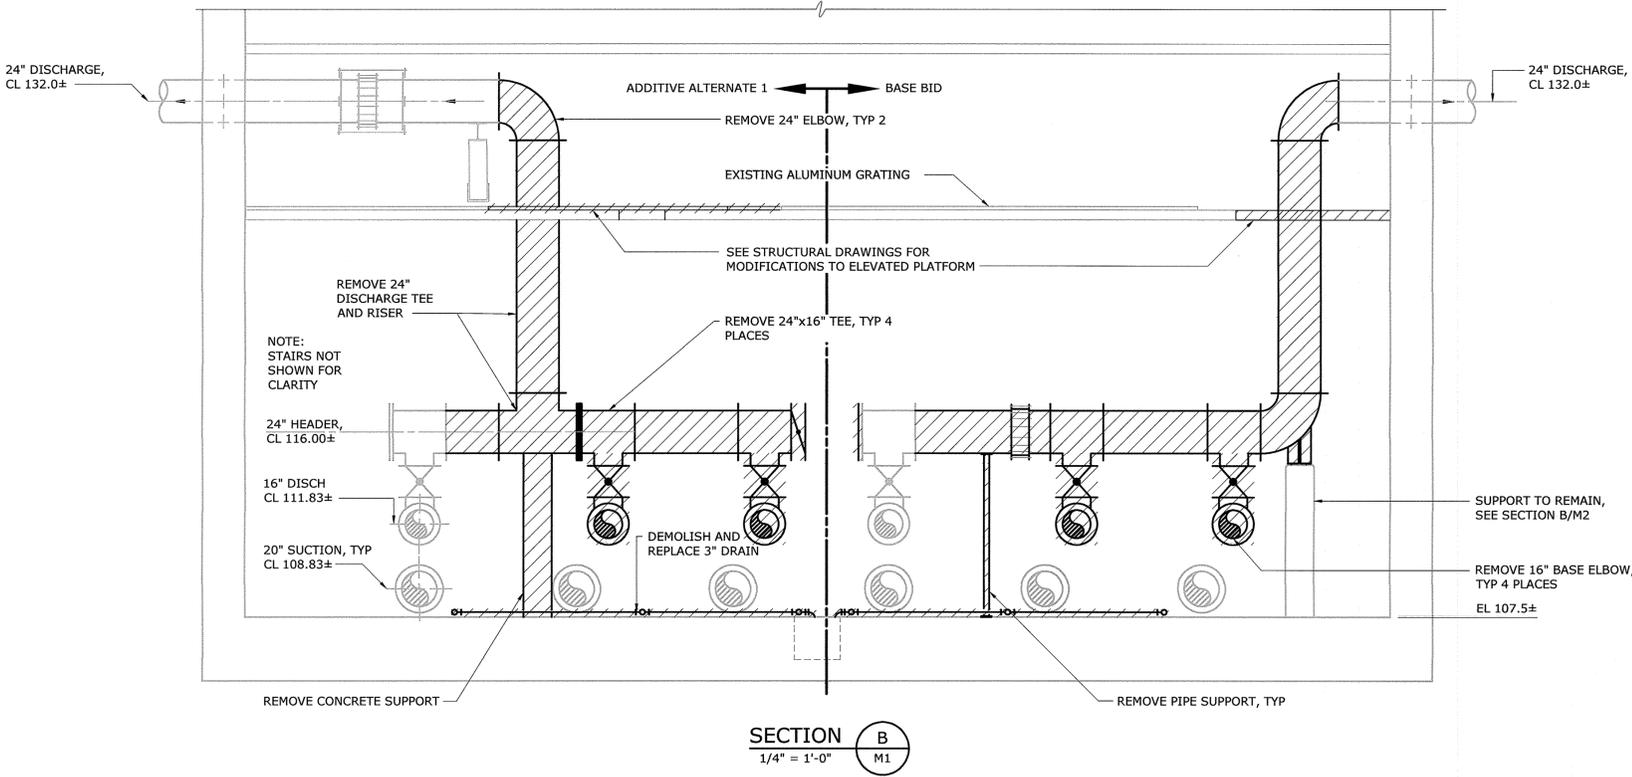 24" DISCHARGE,
CL 132.0±
ADDITIVE ALTERNATE 1
BASE BID
24" DISCHARGE,
CL 132.0±
REMOVE 24" ELBOW, TYP 2
EXISTING ALUMINUM GRATING
SEE STRUCTURAL DRAWINGS FOR
MODIFICATIONS TO ELEVATED PLATFORM
REMOVE 24"
DISCHARGE TEE
AND RISER
REMOVE 24"x16" TEE, TYP 4
PLACES
NOTE:
STAIRS NOT
SHOWN FOR
CLARITY
24" HEADER,
CL 116.00±
16" DISCH
CL 111.83±
SUPPORT TO REMAIN,
SEE SECTION B/M2
DEMOLISH AND
REPLACE 3" DRAIN
20" SUCTION, TYP
CL 108.83±
REMOVE 16" BASE ELBOW,
TYP 4 PLACES
EL 107.5±
REMOVE CONCRETE SUPPORT
REMOVE PIPE SUPPORT, TYP
SECTION
B
1/4" = 1'-0"
M1